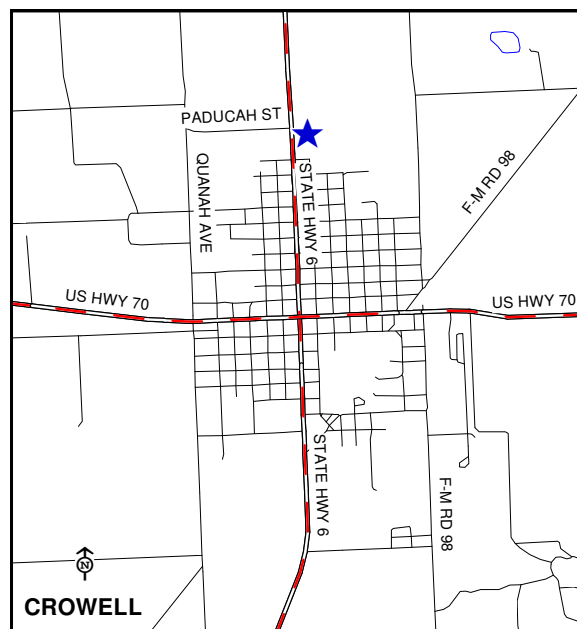 PADUCAH ST
F-M RD 98
QUANAH AVE
STATE HWY 6
US HWY 70
US HWY 70
STATE HWY 6
F-M RD 98
N
CROWELL